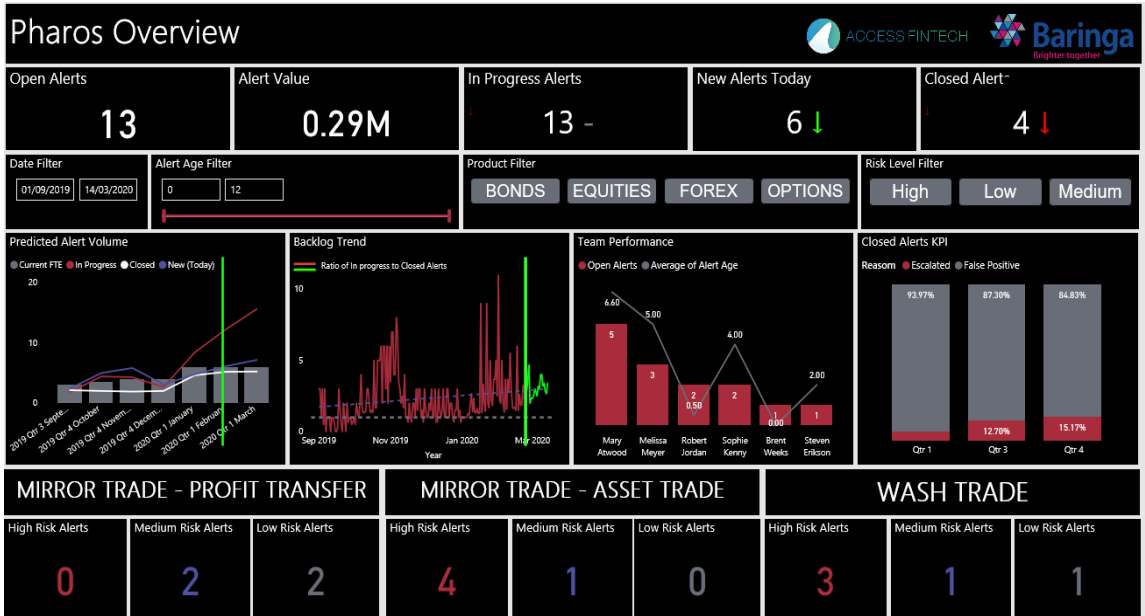 Pharos Overview
ACCESS FINTECH
Baringa
Brighter together
Open Alerts
13
Alert Value
0.29M
In Progress Alerts
13 –
New Alerts Today
6 ↓
Closed Alert
4 ↓
Date Filter
01/09/2019 14/03/2020
Alert Age Filter
0 12
Product Filter
BONDS EQUITIES FOREX OPTIONS
Risk Level Filter
High Low Medium
Predicted Alert Volume
Current FTE In Progress Closed New (Today)
20
10
0
2019 Qtr 3 Septe...
2019 Qtr 4 October
2019 Qtr 4 Novem...
2019 Qtr 4 Decem...
2020 Qtr 1 January
2020 Qtr 1 Februar
2020 Qtr 1 March
Backlog Trend
Ratio of In progress to Closed Alerts
10
5
0
Sep 2019 Nov 2019 Jan 2020 Mar 2020
Year
Team Performance
Open Alerts Average of Alert Age
6.60 5.00 0.50 4.00 0.00 2.00
5 3 2 2 1 1
Mary Atwood
Melissa Meyer
Robert Jordan
Sophie Kenny
Brent Weeks
Steven Erikson
Closed Alerts KPI
Reasom Escalated False Positive
93.97% 87.30% 84.83%
12.70% 15.17%
Qtr 1 Qtr 3 Qtr 4
MIRROR TRADE - PROFIT TRANSFER
MIRROR TRADE - ASSET TRADE
WASH TRADE
High Risk Alerts Medium Risk Alerts Low Risk Alerts
0 2 2
High Risk Alerts Medium Risk Alerts Low Risk Alerts
4 1 0
High Risk Alerts Medium Risk Alerts Low Risk Alerts
3 1 1